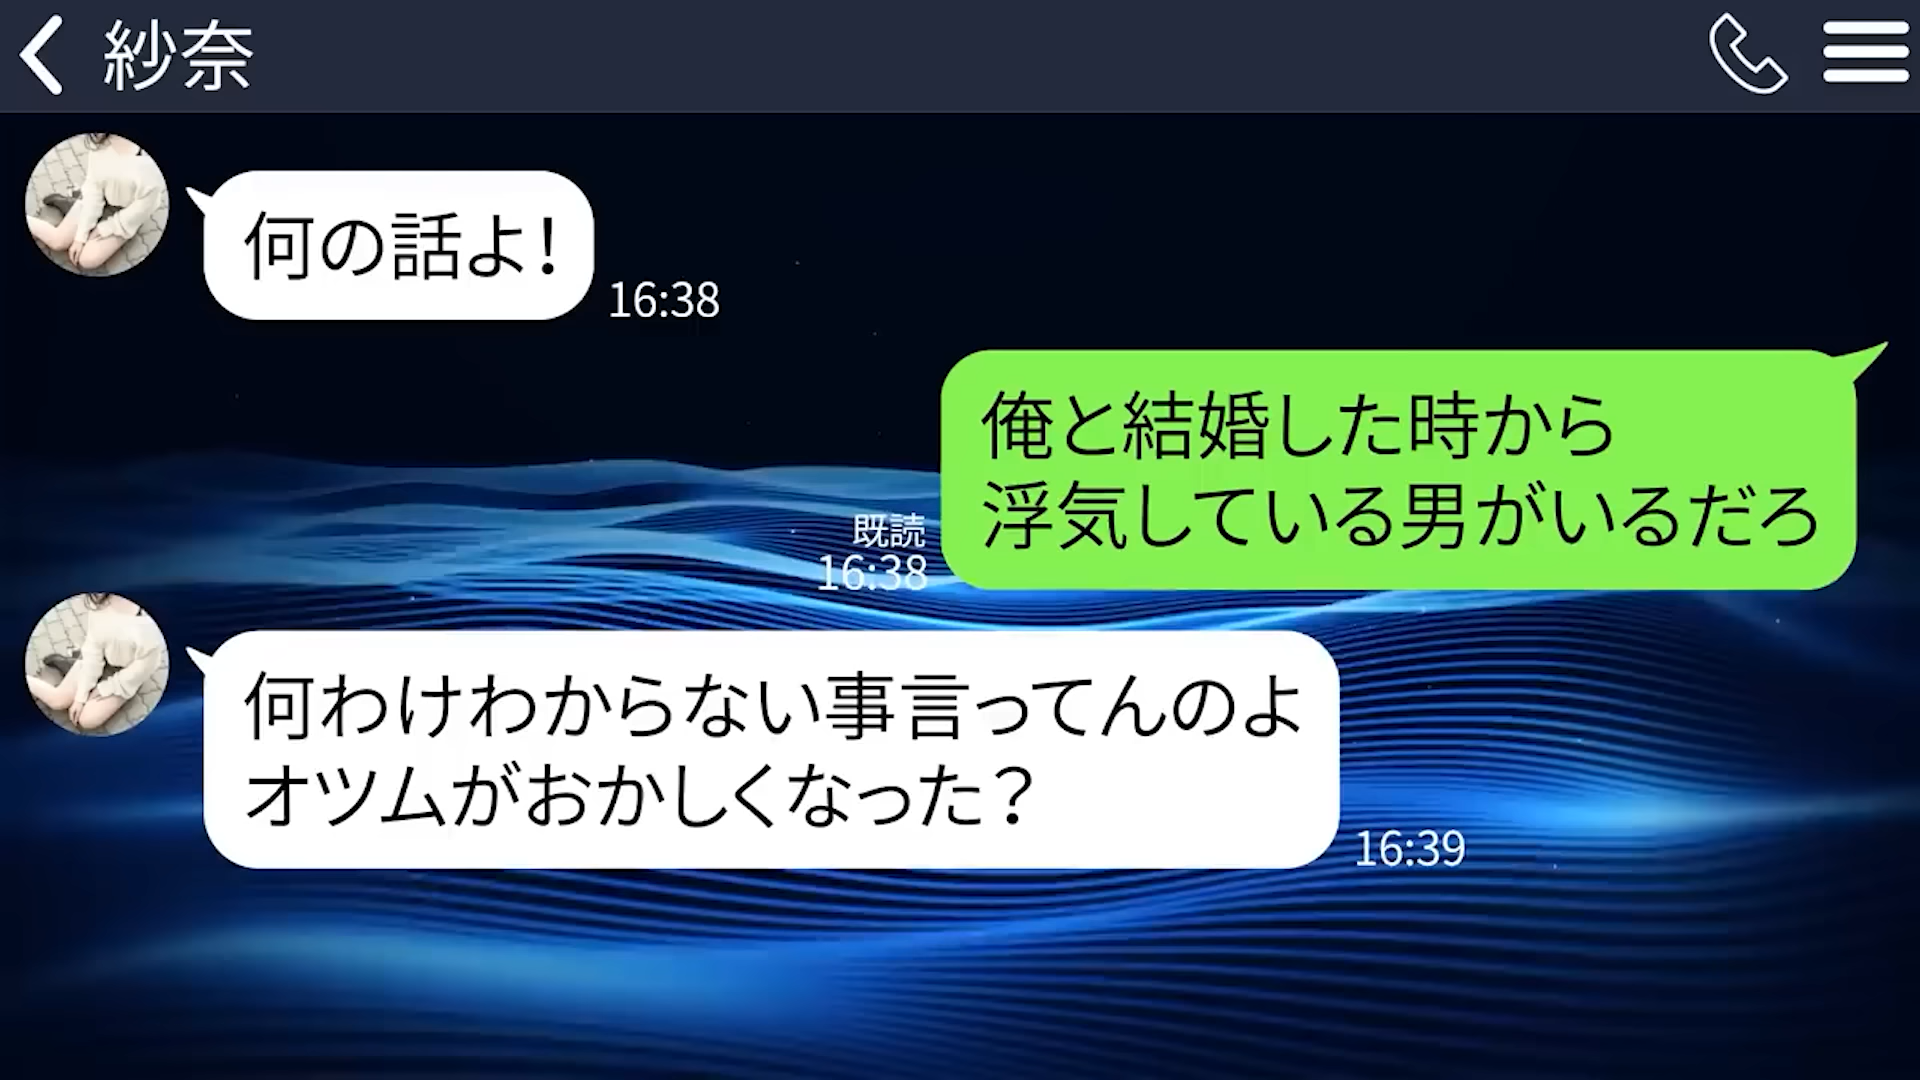 紗奈
何の話よ！
16:38
俺と結婚した時から
浮気している男がいるだろ
既読
16:38
何わけわからない事言ってんのよ
オツムがおかしくなった？
16:39